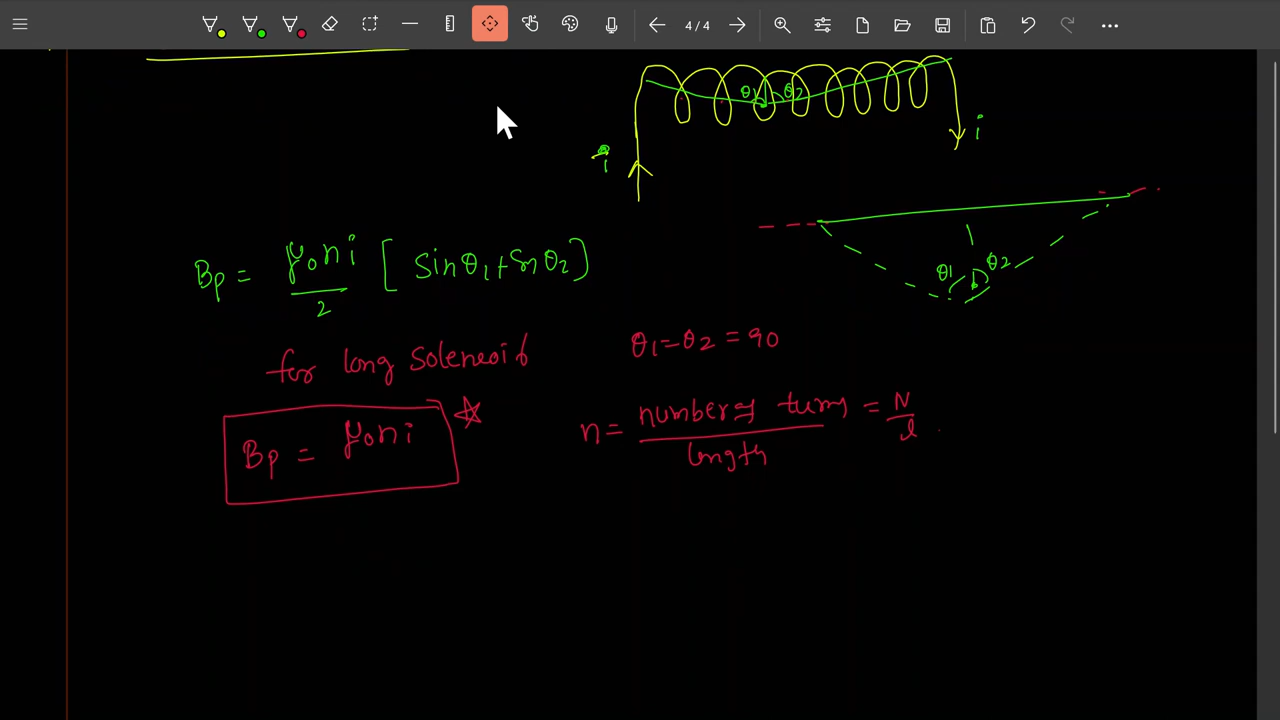 4/4
θ1 θ2
i
i
Bp = μ0ni/2 [ Sinθ1+Sinθ2]
θ1 θ2
for long Solenoid θ1=θ2=90
Bp = μ0ni
n= number of turns/length = N/l